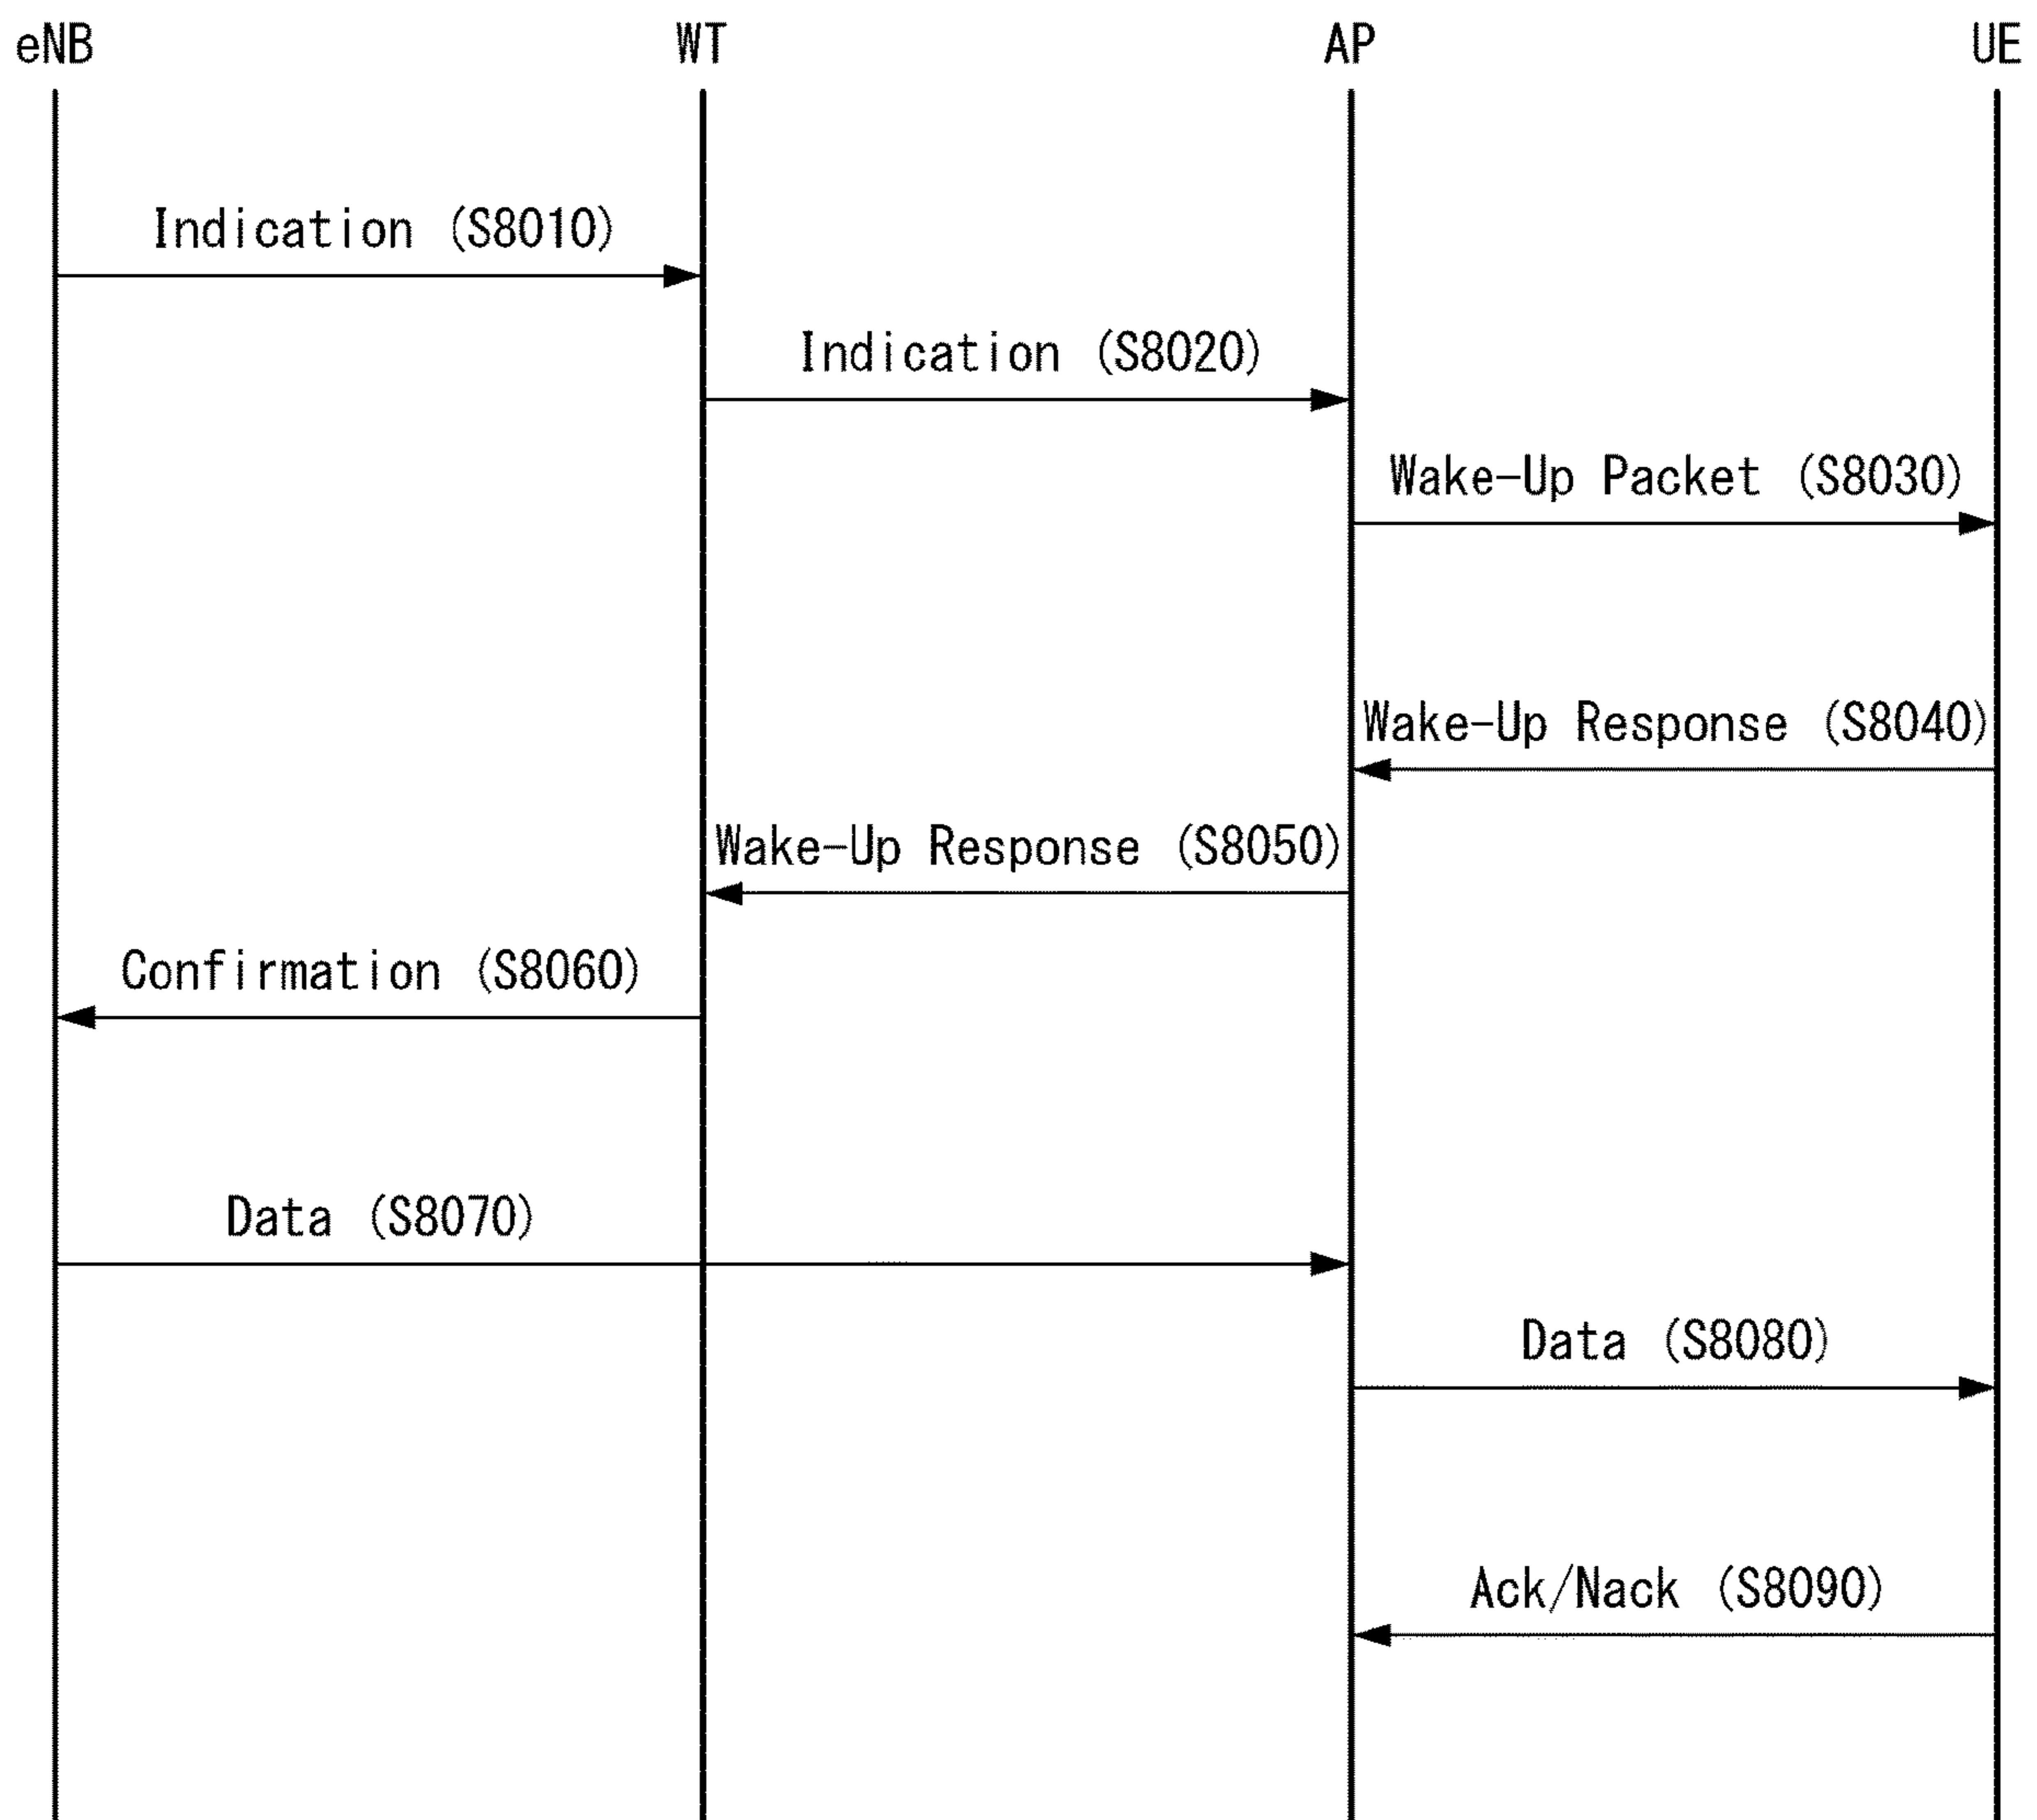 eNB WT AP UE
Indication (S8010)
Indication (S8020)
Wake-Up Packet (S8030)
Wake-Up Response (S8040)
Wake-Up Response (S8050)
Confirmation (S8060)
Data (S8070)
Data (S8080)
Ack/Nack (S8090)